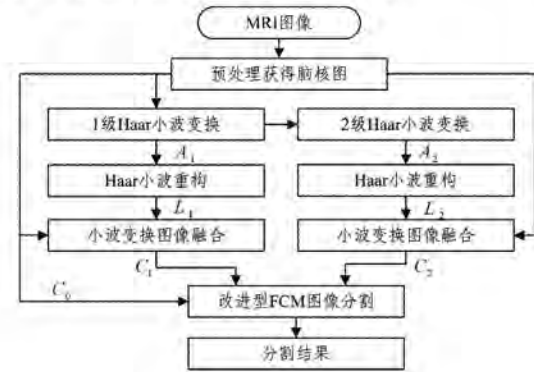 MRI图像
预处理获得脑核图
1级Haar小波变换
2级Haar小波变换
A₁
A₂
Haar小波重构
Haar小波重构
L₁
L₂
小波变换图像融合
小波变换图像融合
C₁
C₂
C₀
改进型FCM图像分割
分割结果